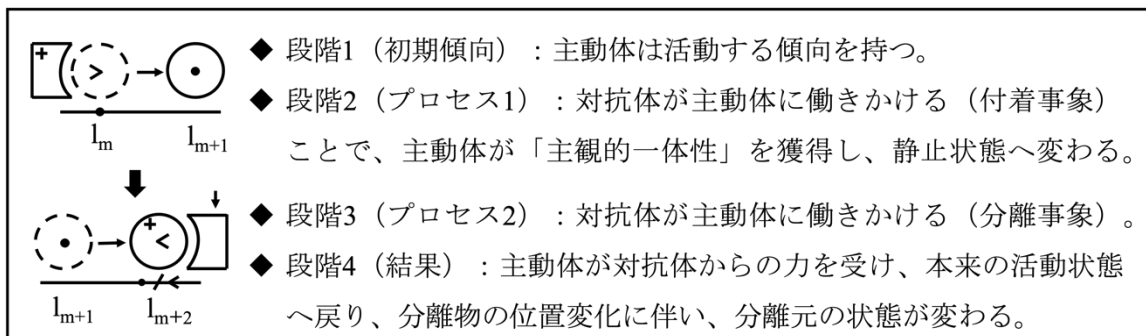 ◆ 段階1（初期傾向）：主動体は活動する傾向を持つ。
◆ 段階2（プロセス1）：対抗体が主動体に働きかける（付着事象）
ことで、主動体が「主観的一体性」を獲得し、静止状態へ変わる。
◆ 段階3（プロセス2）：対抗体が主動体に働きかける（分離事象）。
◆ 段階4（結果）：主動体が対抗体からの力を受け、本来の活動状態
へ戻り、分離物の位置変化に伴い、分離元の状態が変わる。
+ >
lm lm+1
+ <
lm+1 lm+2